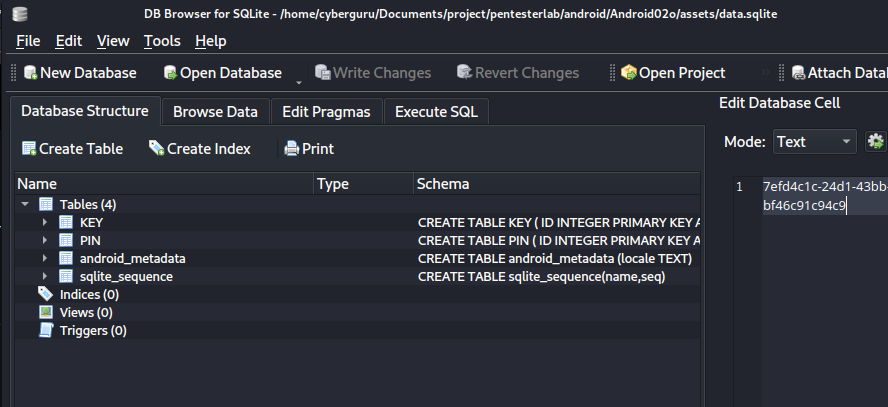 DB Browser for SQLite - /home/cyberguru/Documents/project/pentesterlab/android/Android02o/assets/data.sqlite
File Edit View Tools Help
New Database Open Database Write Changes Revert Changes Open Project Attach Data
Database Structure Browse Data Edit Pragmas Execute SQL
Edit Database Cell
Create Table Create Index Print
Mode: Text
Name Type Schema
Tables (4)
KEY CREATE TABLE KEY ( ID INTEGER PRIMARY KEY A
PIN CREATE TABLE PIN ( ID INTEGER PRIMARY KEY A
android_metadata CREATE TABLE android_metadata (locale TEXT)
sqlite_sequence CREATE TABLE sqlite_sequence(name,seq)
Indices (0)
Views (0)
Triggers (0)
1 7efd4c1c-24d1-43bb-
bf46c91c94c9